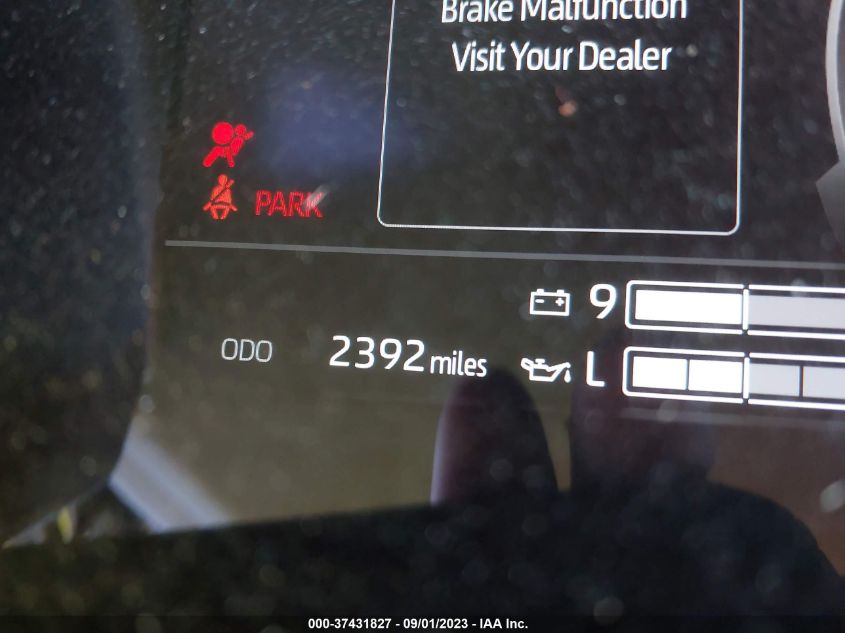 Brake Malfunction
Visit Your Dealer
PARK
9
ODO 2392 miles
L
000-37431827 - 09/01/2023 - IAA Inc.